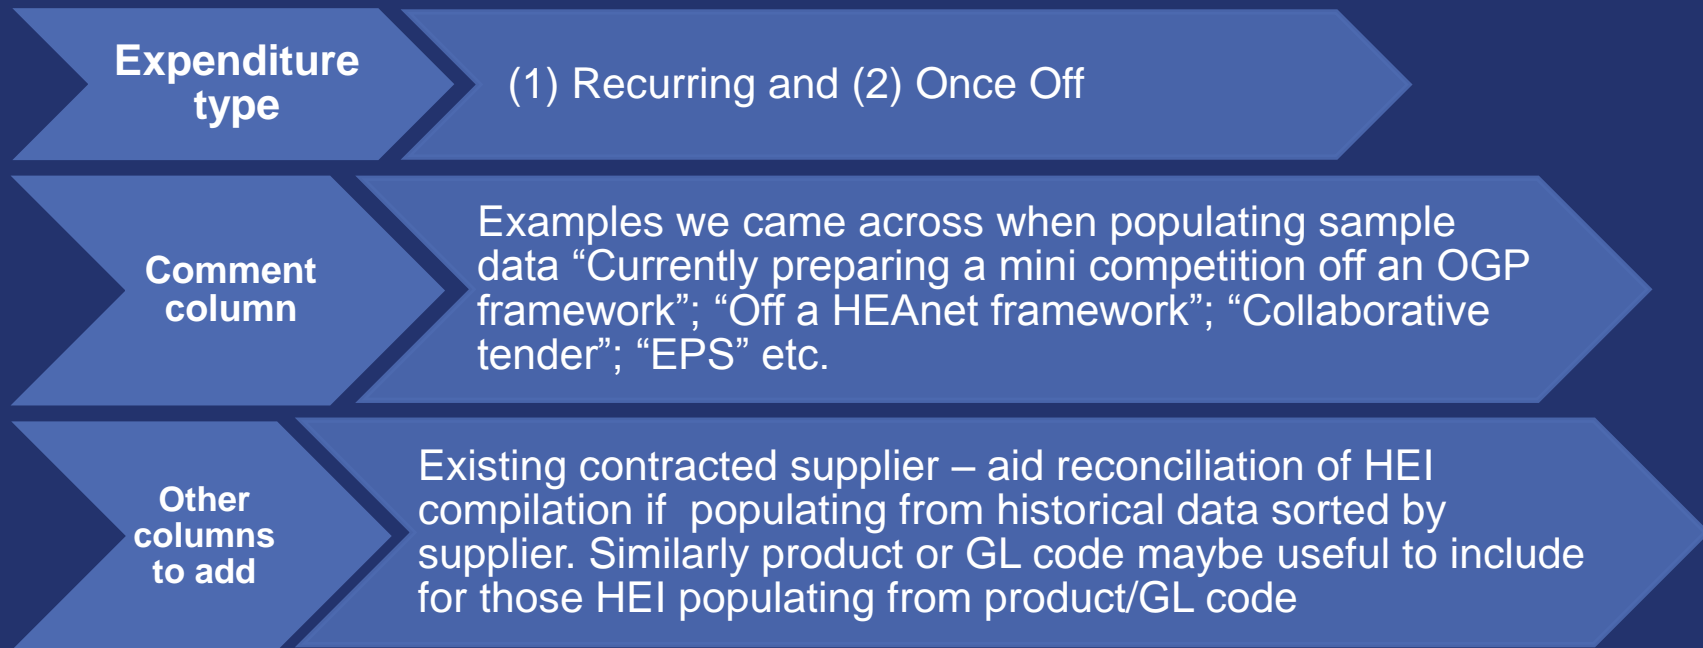 Expenditure
type
(1) Recurring and (2) Once Off
Comment
column
Examples we came across when populating sample
data “Currently preparing a mini competition off an OGP
framework”; “Off a HEAnet framework”; “Collaborative
tender”; “EPS” etc.
Other
columns
to add
Existing contracted supplier – aid reconciliation of HEI
compilation if  populating from historical data sorted by
supplier. Similarly product or GL code maybe useful to include
for those HEI populating from product/GL code